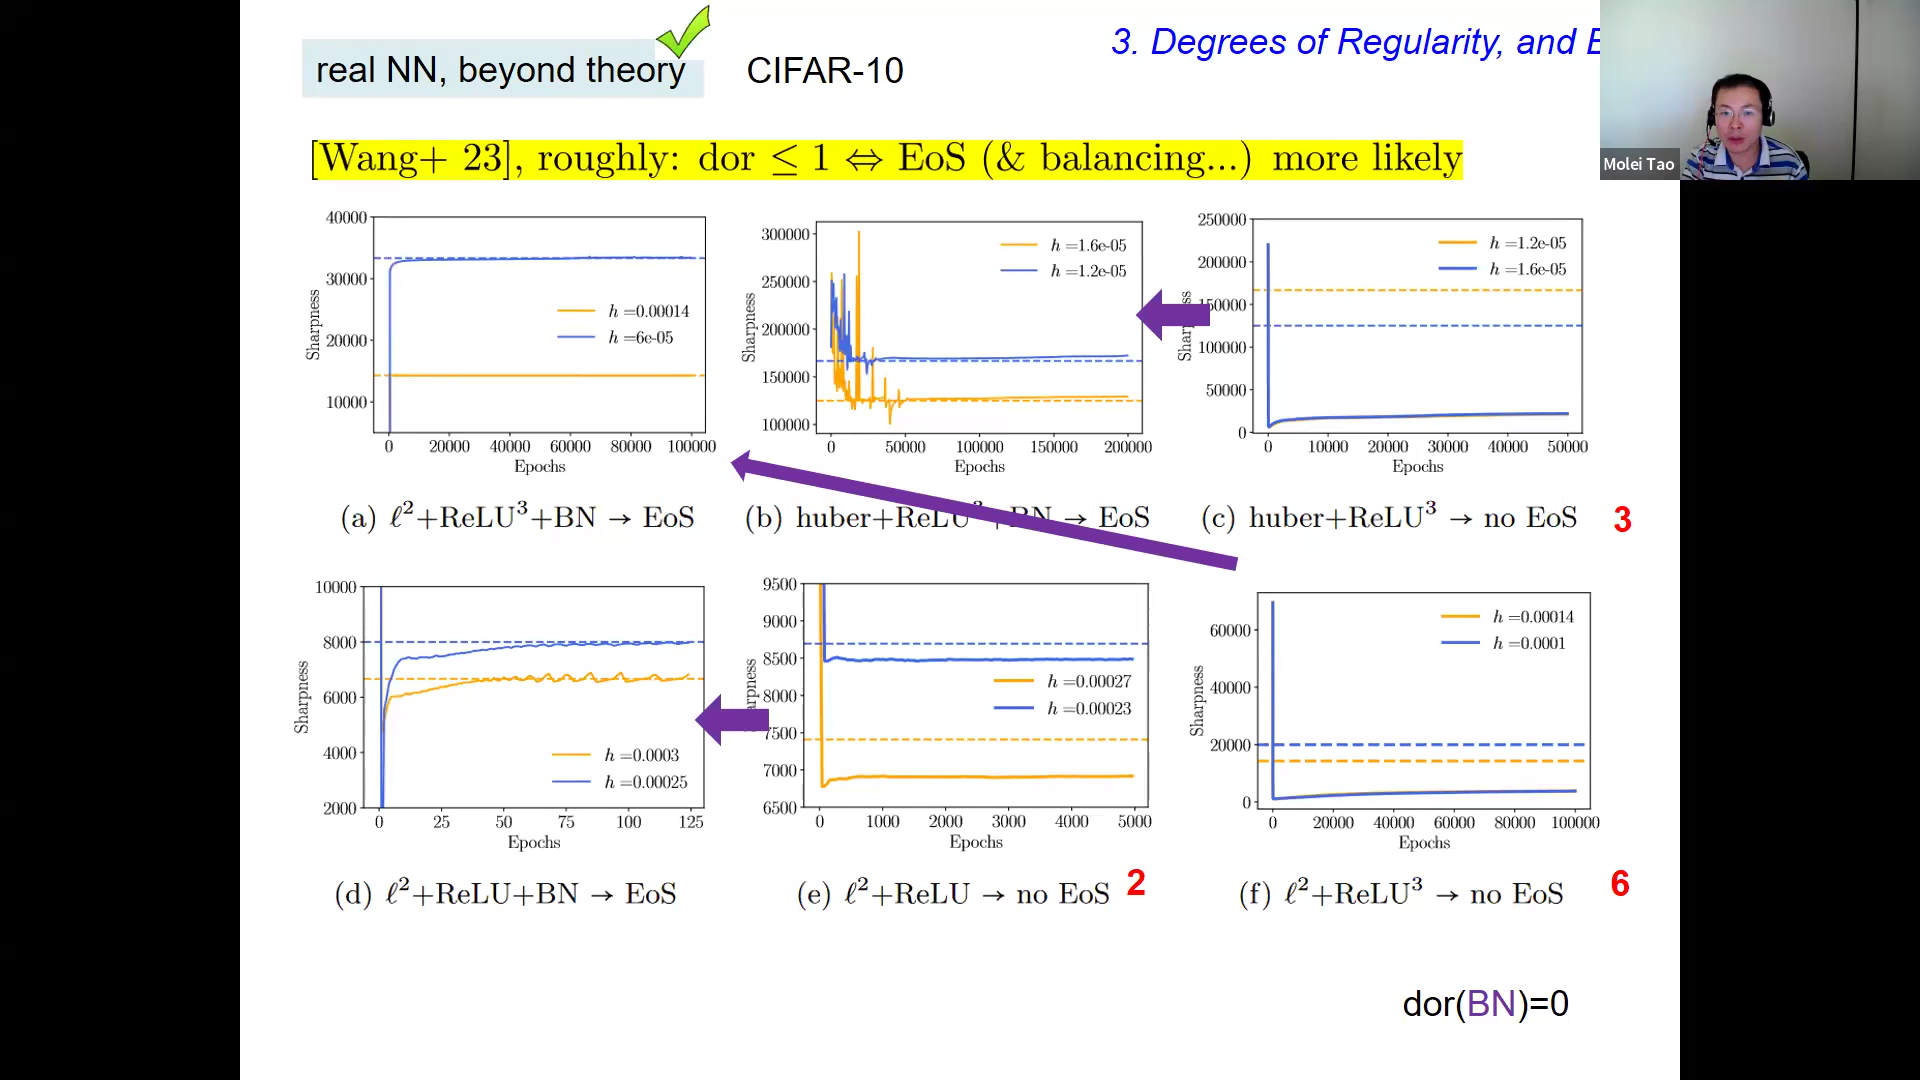 real NN, beyond theory
CIFAR-10
3. Degrees of Regularity, and
Molei Tao
[Wang+ 23], roughly: dor ≤ 1 ⇔ EoS (& balancing...) more likely
Sharpness
40000
30000
20000
10000
h =0.00014
h =6e-05
0 20000 40000 60000 80000 100000
Epochs
(a) ℓ²+ReLU³+BN → EoS
Sharpness
300000
250000
200000
150000
100000
h =1.6e-05
h =1.2e-05
0 50000 100000 150000 200000
Epochs
(b) huber+ReLU³+BN → EoS
250000
200000
150000
100000
50000
0
h =1.2e-05
h =1.6e-05
0 10000 20000 30000 40000 50000
Epochs
(c) huber+ReLU³ → no EoS
3
Sharpness
10000
8000
6000
4000
2000
h =0.0003
h =0.00025
0 25 50 75 100 125
Epochs
(d) ℓ²+ReLU+BN → EoS
9500
9000
8500
8000
7500
7000
6500
h =0.00027
h =0.00023
0 1000 2000 3000 4000 5000
Epochs
(e) ℓ²+ReLU → no EoS
2
Sharpness
60000
40000
20000
0
h =0.00014
h =0.0001
0 20000 40000 60000 80000 100000
Epochs
(f) ℓ²+ReLU³ → no EoS
6
dor(BN)=0